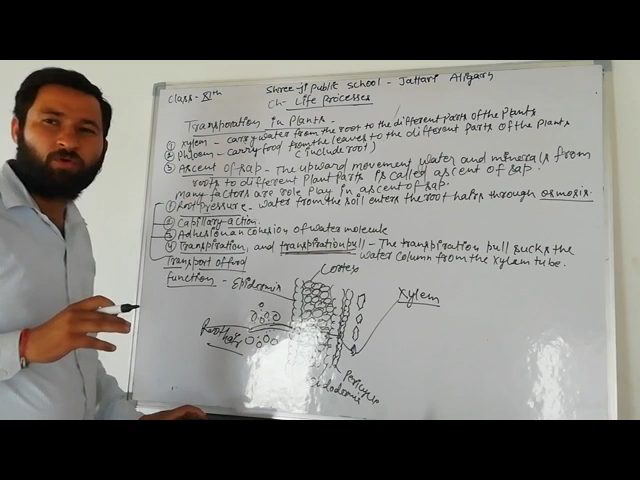 Shree-ji Public School - Jattari Aligarh
Class - XIth
Ch- Life Processes
Transporation in Plants -
① Xylem - carry water from the root to the different parts of the Plants
② Phloem - carry food from the leaves to the different Parts of the Plants
(include root)
③ Ascent of sap - The upward movement water and minerals from
roots to different Plant parts is called ascent of sap.
Many factors are role play in ascent of sap.
① Root Pressure - water from the soil enters the root hairs through osmosis.
② Capillary action.
③ Adhesion an cohesion of water molecule
④ Transpiration, and transpiration pull - The transpiration pull sucks the
water column from the xylem tube.
Transport of food
function -
Epidermin
Cortex
Xylem
Root hair
Pericycle